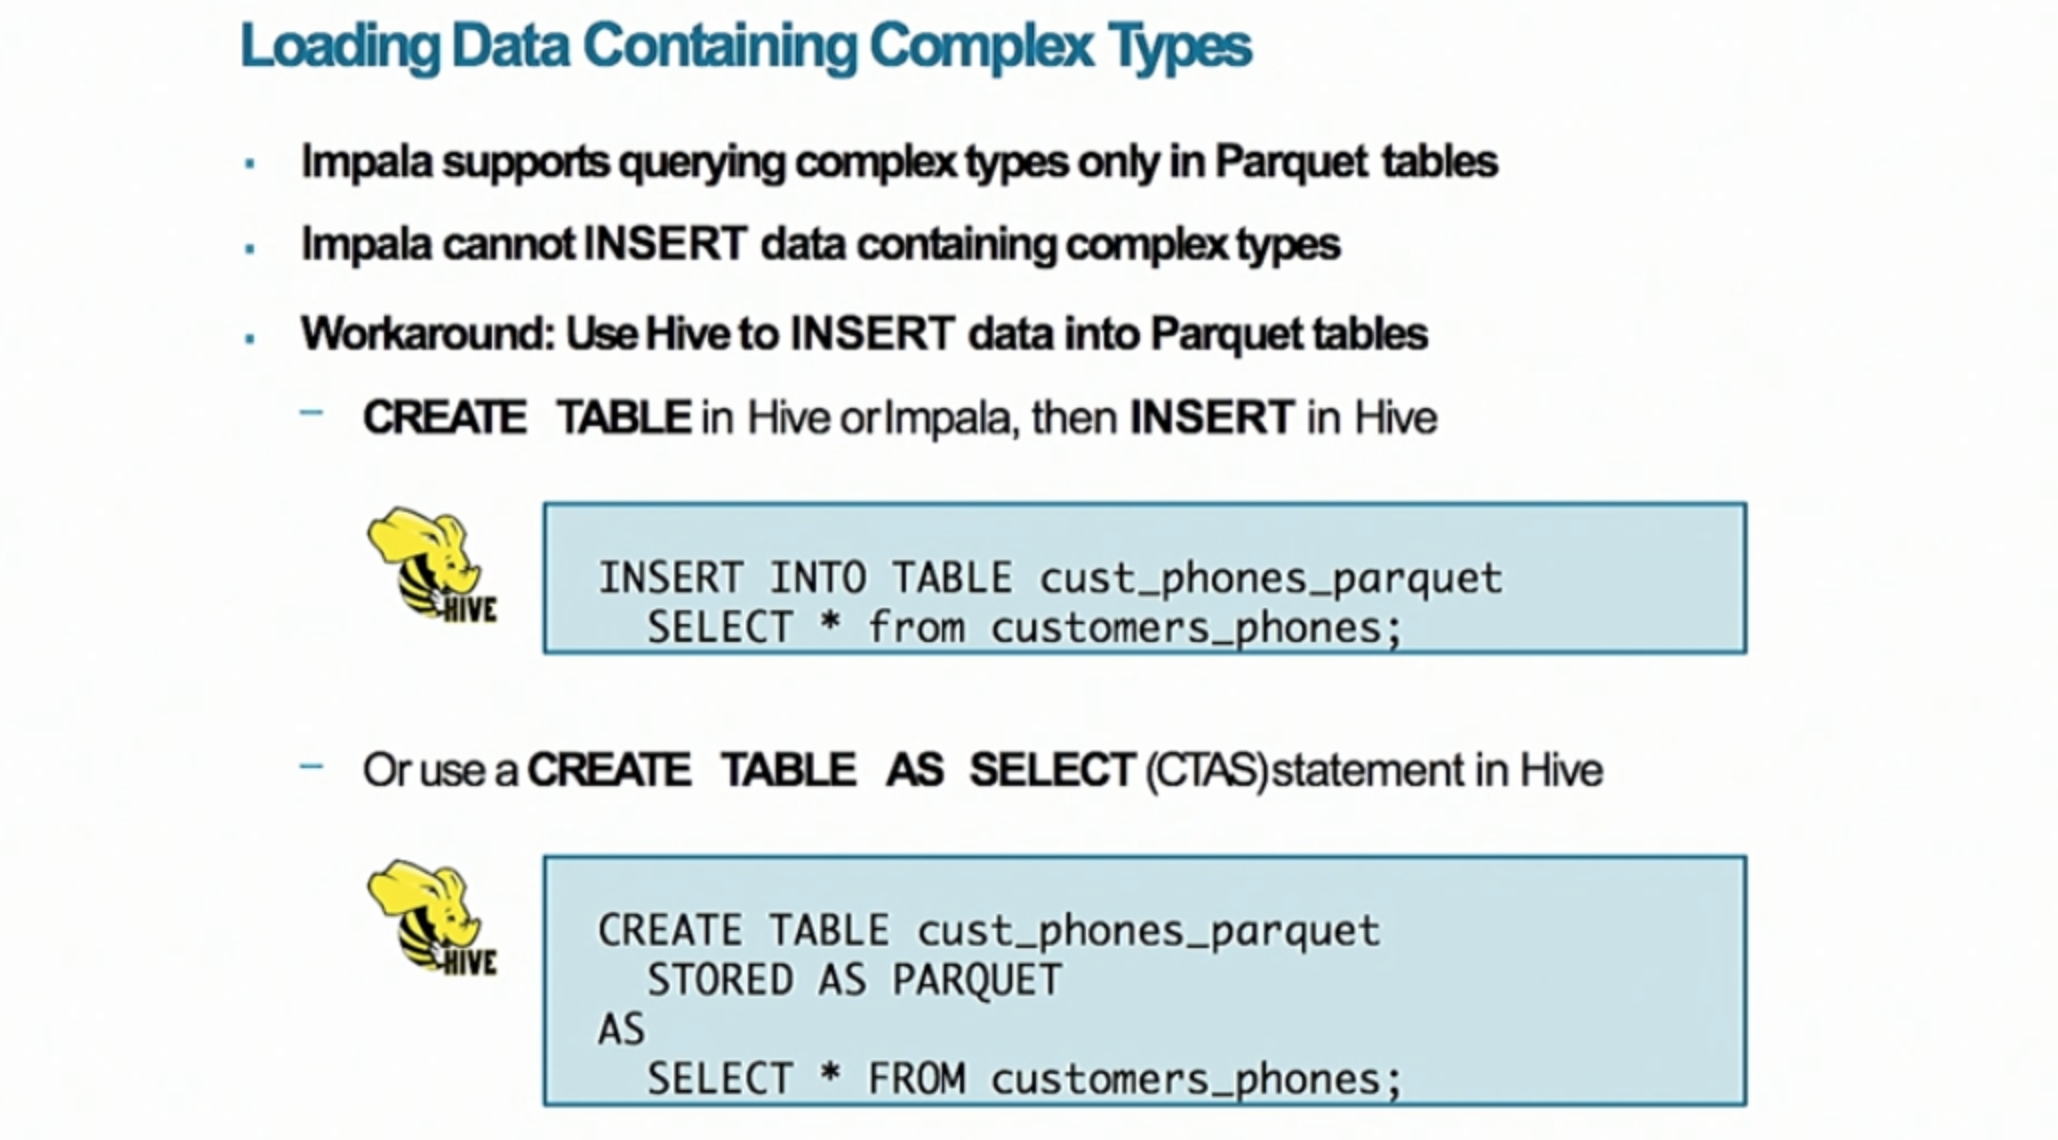 Loading Data Containing Complex Types
▪ Impala supports querying complex types only in Parquet tables
▪ Impala cannot INSERT data containing complex types
▪ Workaround: Use Hive to INSERT data into Parquet tables
– CREATE TABLE in Hive or Impala, then INSERT in Hive
HIVE
INSERT INTO TABLE cust_phones_parquet
SELECT * from customers_phones;
– Or use a CREATE TABLE AS SELECT (CTAS) statement in Hive
HIVE
CREATE TABLE cust_phones_parquet
STORED AS PARQUET
AS
SELECT * FROM customers_phones;